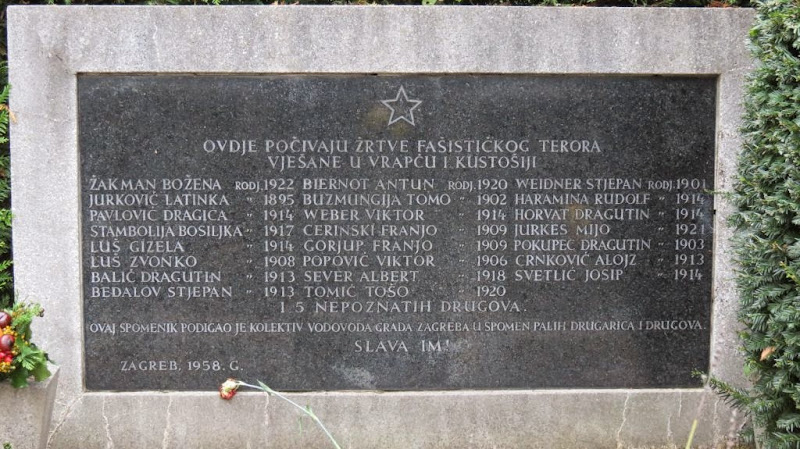 OVDJE POČIVAJU ŽRTVE FAŠISTIČKOG TERORA
VJEŠANE U VRAPČU I KUSTOŠIJI
ŽAKMAN BOŽENA RODJ. 1922 BIERNOT ANTUN RODJ. 1920 WEIDNER STJEPAN RODJ. 1901
JURKOVIĆ LATINKA " 1895 BUZMUNGIJA TOMO " 1902 HARAMINA RUDOLF " 1914
PAVLOVIĆ DRAGICA " 1914 WEBER VIKTOR " 1914 HORVAT DRAGUTIN " 1914
STAMBOLIJA BOSILJKA " 1917 CERINSKI FRANJO " 1909 JURKEŠ MIJO " 1921
LUŠ GIZELA " 1914 GORJUP FRANJO " 1909 POKUPEC DRAGUTIN " 1903
LUŠ ZVONKO " 1908 POPOVIĆ VIKTOR " 1906 CRNKOVIĆ ALOJZ " 1913
BALIĆ DRAGUTIN " 1913 SEVER ALBERT " 1918 SVETLIĆ JOSIP " 1914
BEDALOV STJEPAN " 1913 TOMIĆ TOŠO " 1920
I 5 NEPOZNATIH DRUGOVA.
OVAJ SPOMENIK PODIGAO JE KOLEKTIV VODOVODA GRADA ZAGREBA U SPOMEN PALIH DRUGARICA I DRUGOVA.
SLAVA IM!
ZAGREB. 1958. G.